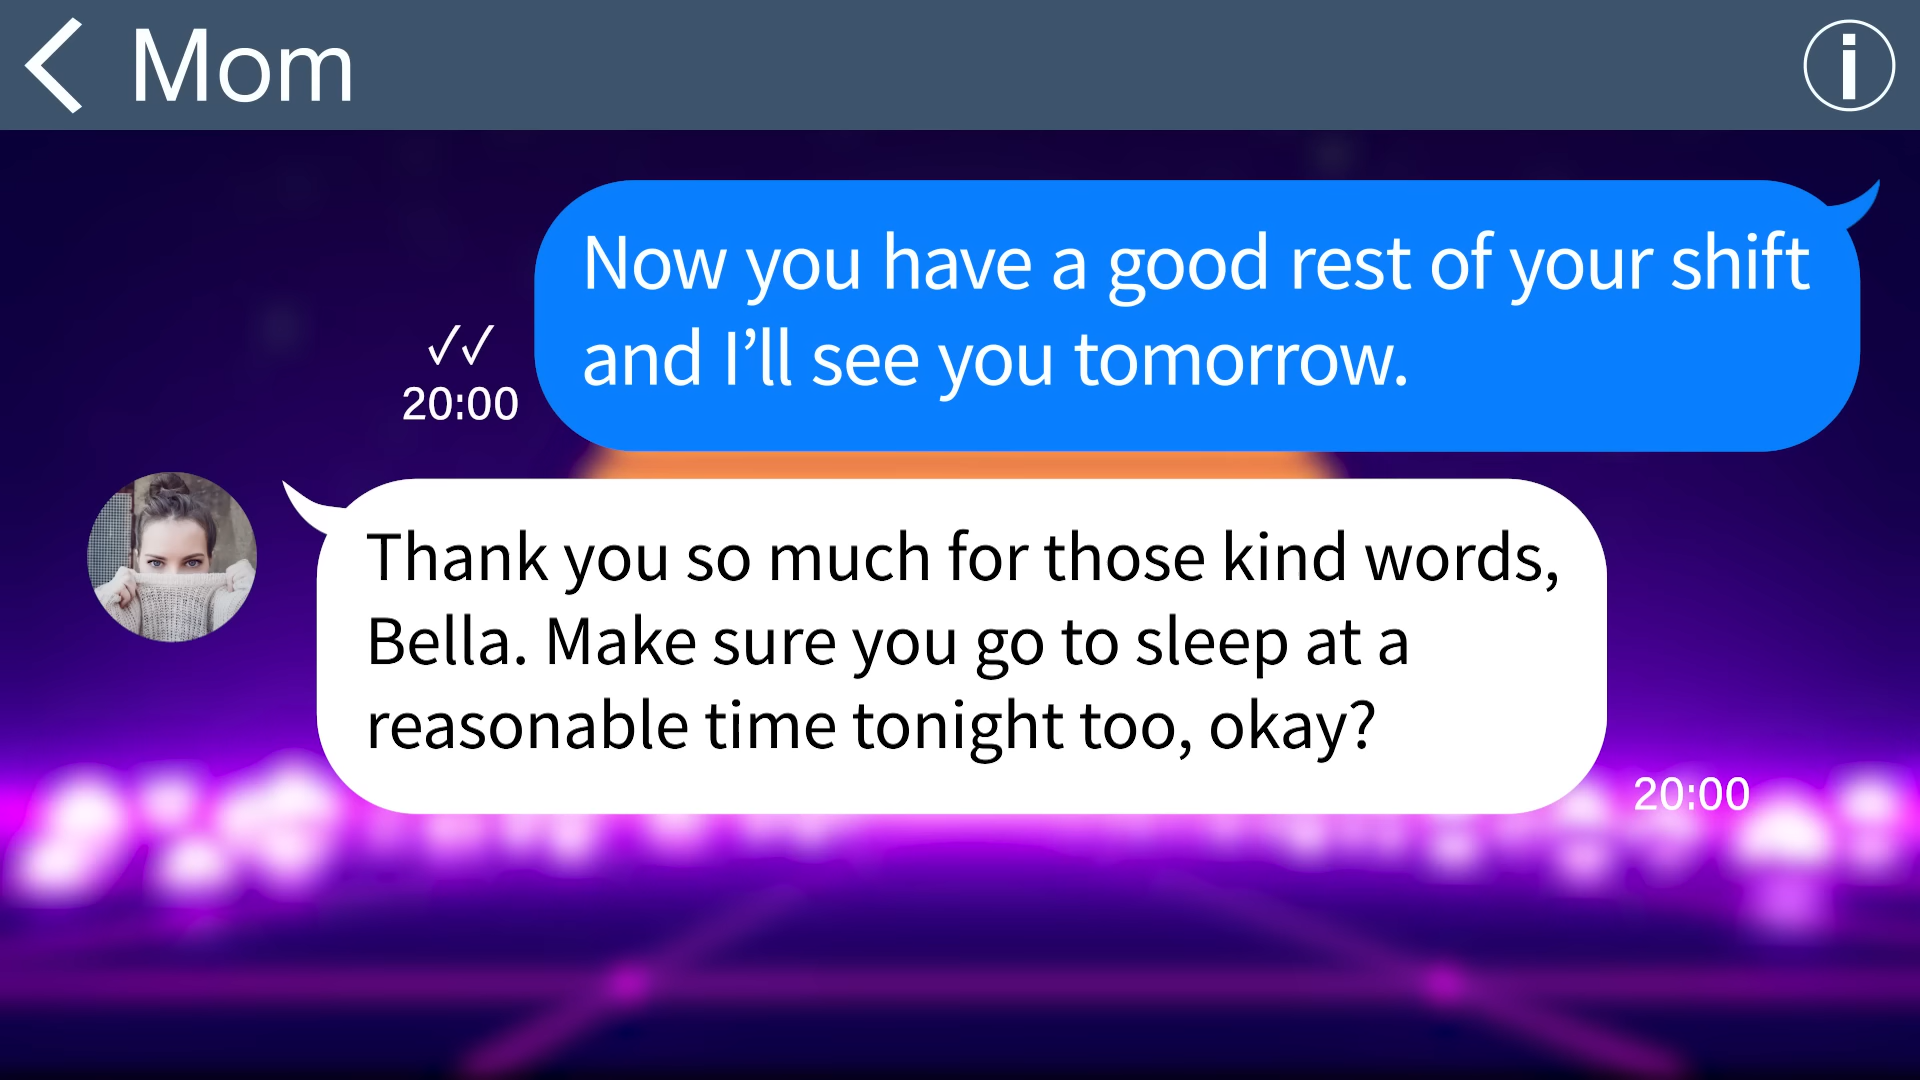 Mom
Now you have a good rest of your shift
and I’ll see you tomorrow.
✓✓
20:00
Thank you so much for those kind words,
Bella. Make sure you go to sleep at a
reasonable time tonight too, okay?
20:00